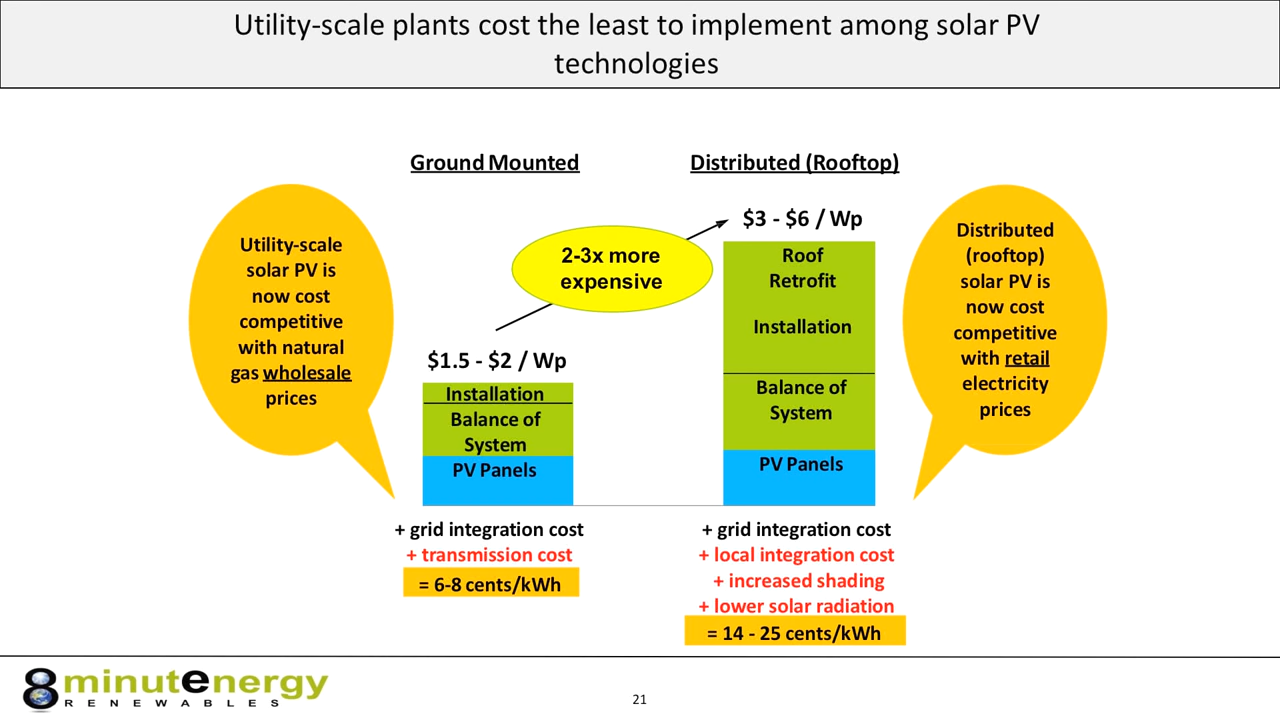 Utility-scale plants cost the least to implement among solar PV
technologies
Ground Mounted
Distributed (Rooftop)
Utility-scale
solar PV is
now cost
competitive
with natural
gas wholesale
prices
2-3x more
expensive
$1.5 - $2 / Wp
Installation
Balance of
System
PV Panels
+ grid integration cost
+ transmission cost
= 6-8 cents/kWh
$3 - $6 / Wp
Roof
Retrofit
Installation
Balance of
System
PV Panels
+ grid integration cost
+ local integration cost
+ increased shading
+ lower solar radiation
= 14 - 25 cents/kWh
Distributed
(rooftop)
solar PV is
now cost
competitive
with retail
electricity
prices
8minutenergy
RENEWABLES
21